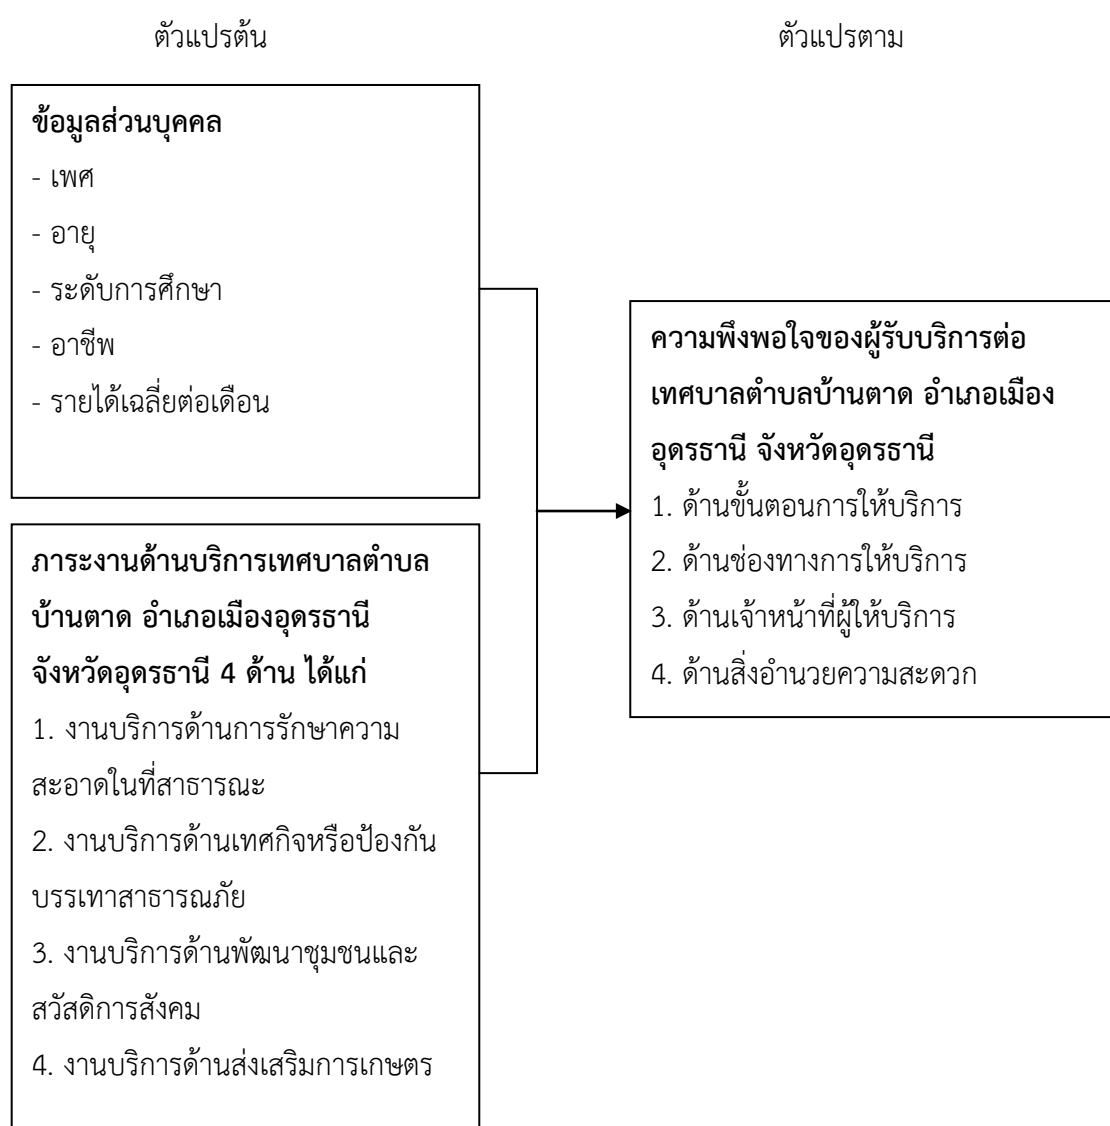 ตัวแปรต้น
ตัวแปรตาม
ข้อมูลส่วนบุคคล
- เพศ
- อายุ
- ระดับการศึกษา
- อาชีพ
- รายได้เฉลี่ยต่อเดือน
ภาระงานด้านบริการเทศบาลตำบล
บ้านตาด อำเภอเมืองอุดรธานี
จังหวัดอุดรธานี 4 ด้าน ได้แก่
1. งานบริการด้านการรักษาความ
สะอาดในที่สาธารณะ
2. งานบริการด้านเทศกิจหรือป้องกัน
บรรเทาสาธารณภัย
3. งานบริการด้านพัฒนาชุมชนและ
สวัสดิการสังคม
4. งานบริการด้านส่งเสริมการเกษตร
ความพึงพอใจของผู้รับบริการต่อ
เทศบาลตำบลบ้านตาด อำเภอเมือง
อุดรธานี จังหวัดอุดรธานี
1. ด้านขั้นตอนการให้บริการ
2. ด้านช่องทางการให้บริการ
3. ด้านเจ้าหน้าที่ผู้ให้บริการ
4. ด้านสิ่งอำนวยความสะดวก